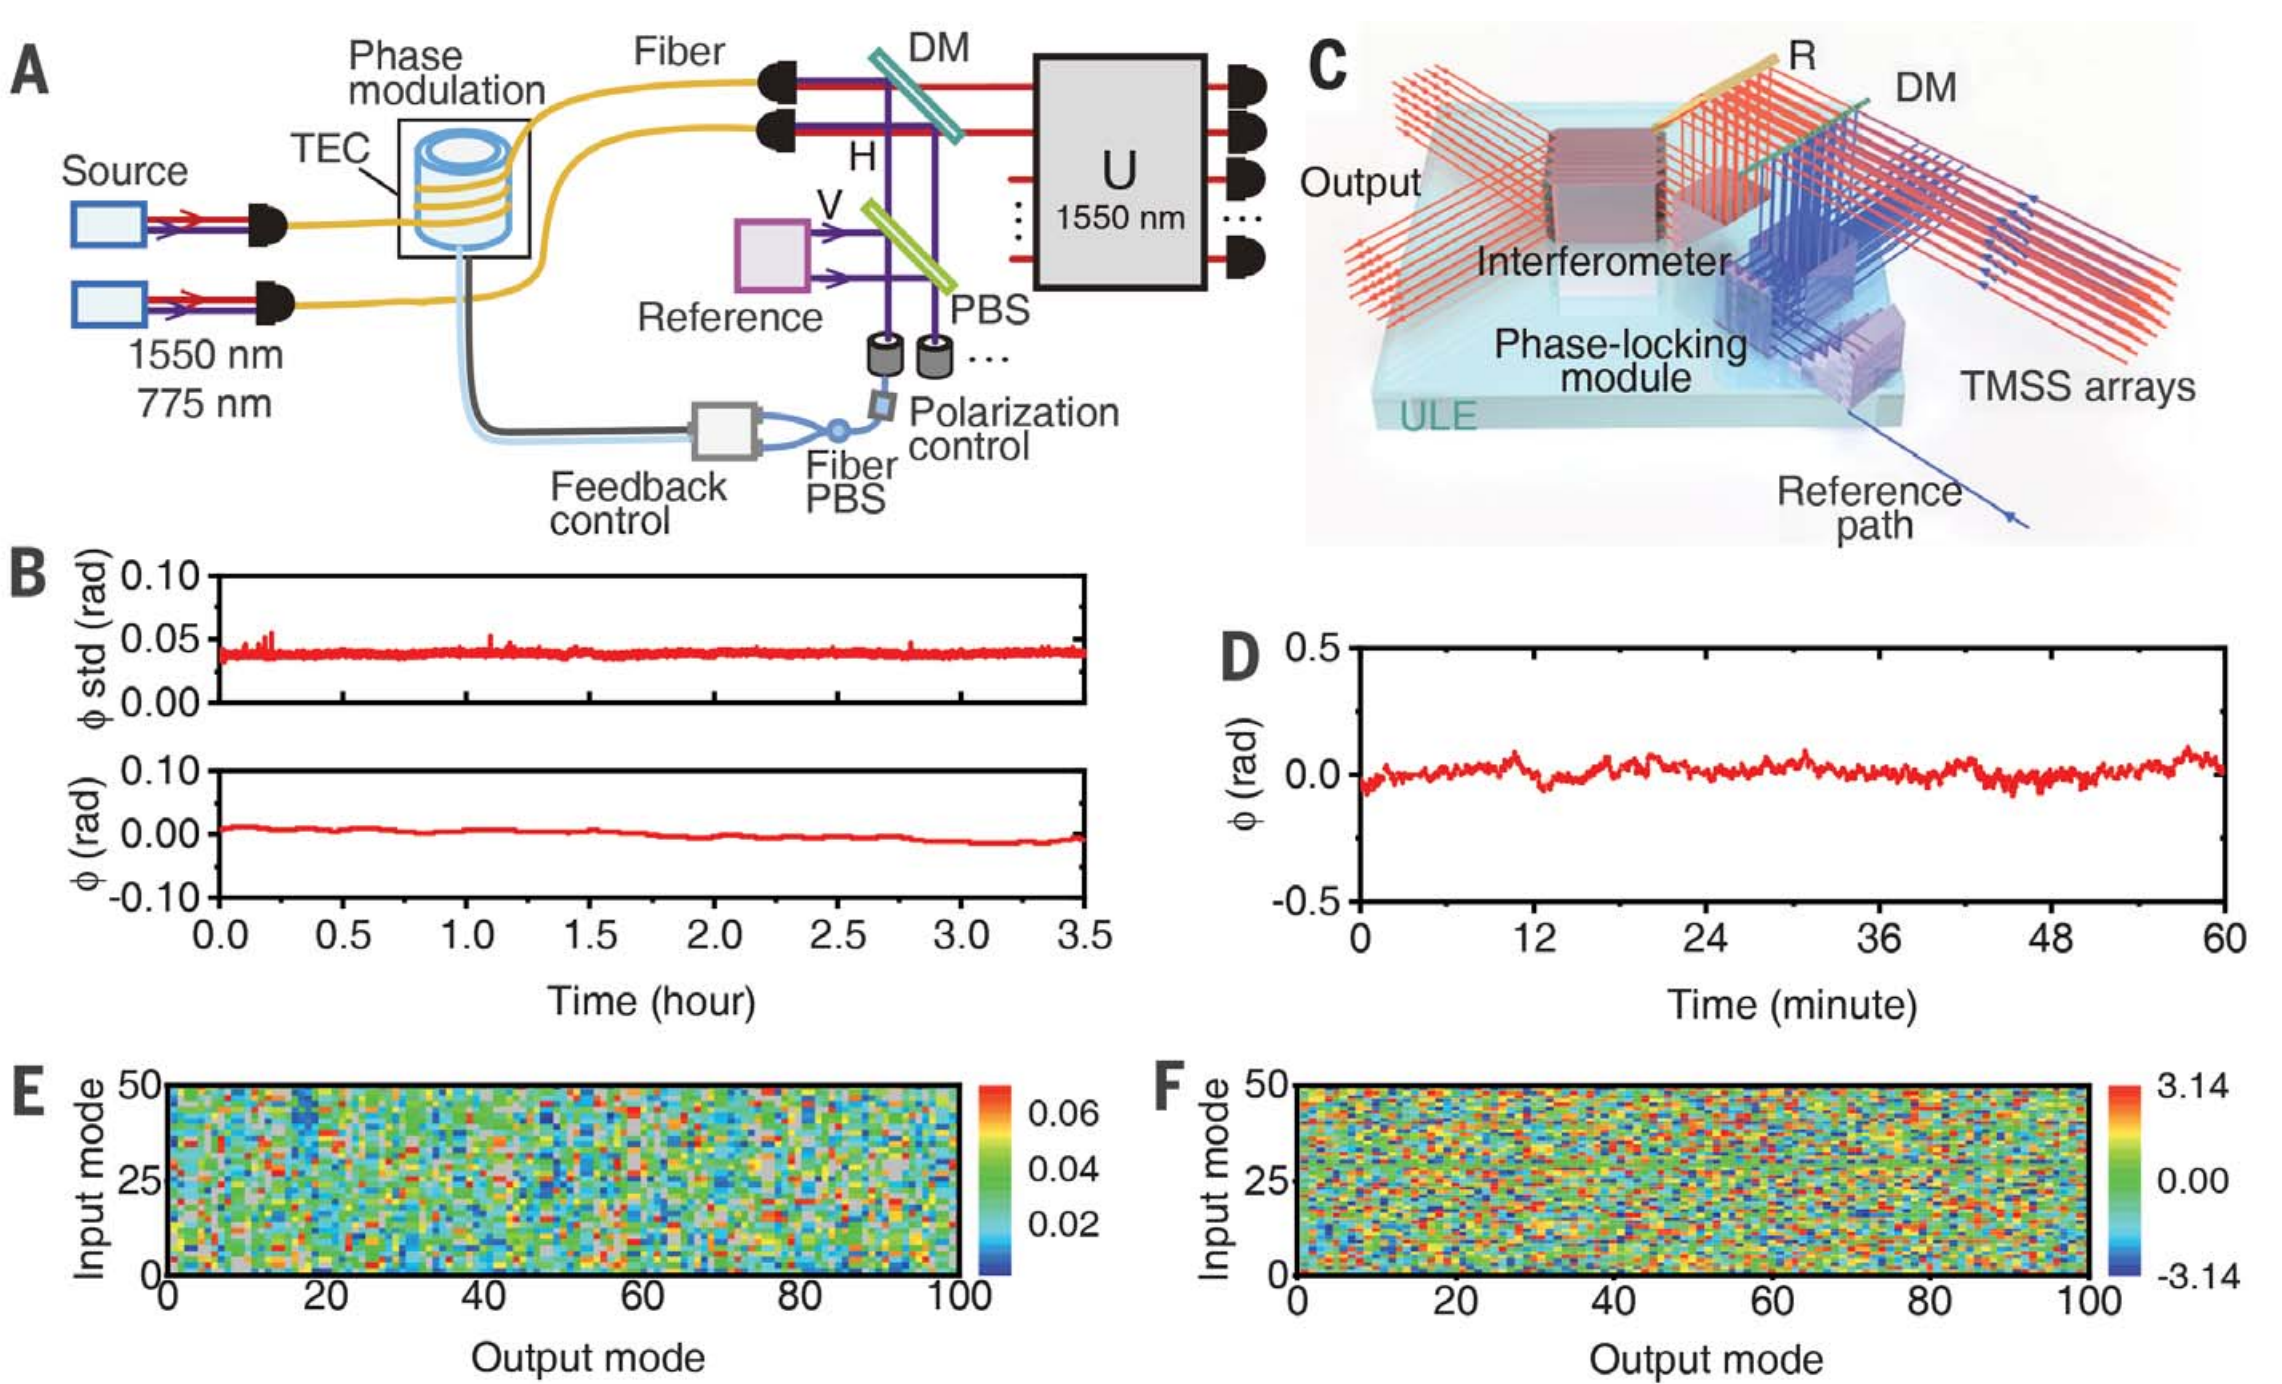 A
Phase
modulation
TEC
Source
1550 nm
775 nm
Fiber
DM
H
V
Reference
PBS
U
1550 nm
...
...
...
Polarization
control
Fiber
PBS
Feedback
control
C
R
DM
Output
Interferometer
Phase-locking
module
ULE
TMSS arrays
Reference
path
B
ϕ std (rad)
0.10
0.05
0.00
ϕ (rad)
0.10
0.00
-0.10
0.0 0.5 1.0 1.5 2.0 2.5 3.0 3.5
Time (hour)
D
ϕ (rad)
0.5
0.0
-0.5
0 12 24 36 48 60
Time (minute)
E
Input mode
50
25
0
0 20 40 60 80 100
Output mode
0.06
0.04
0.02
F
Input mode
50
25
0
0 20 40 60 80 100
Output mode
3.14
0.00
-3.14